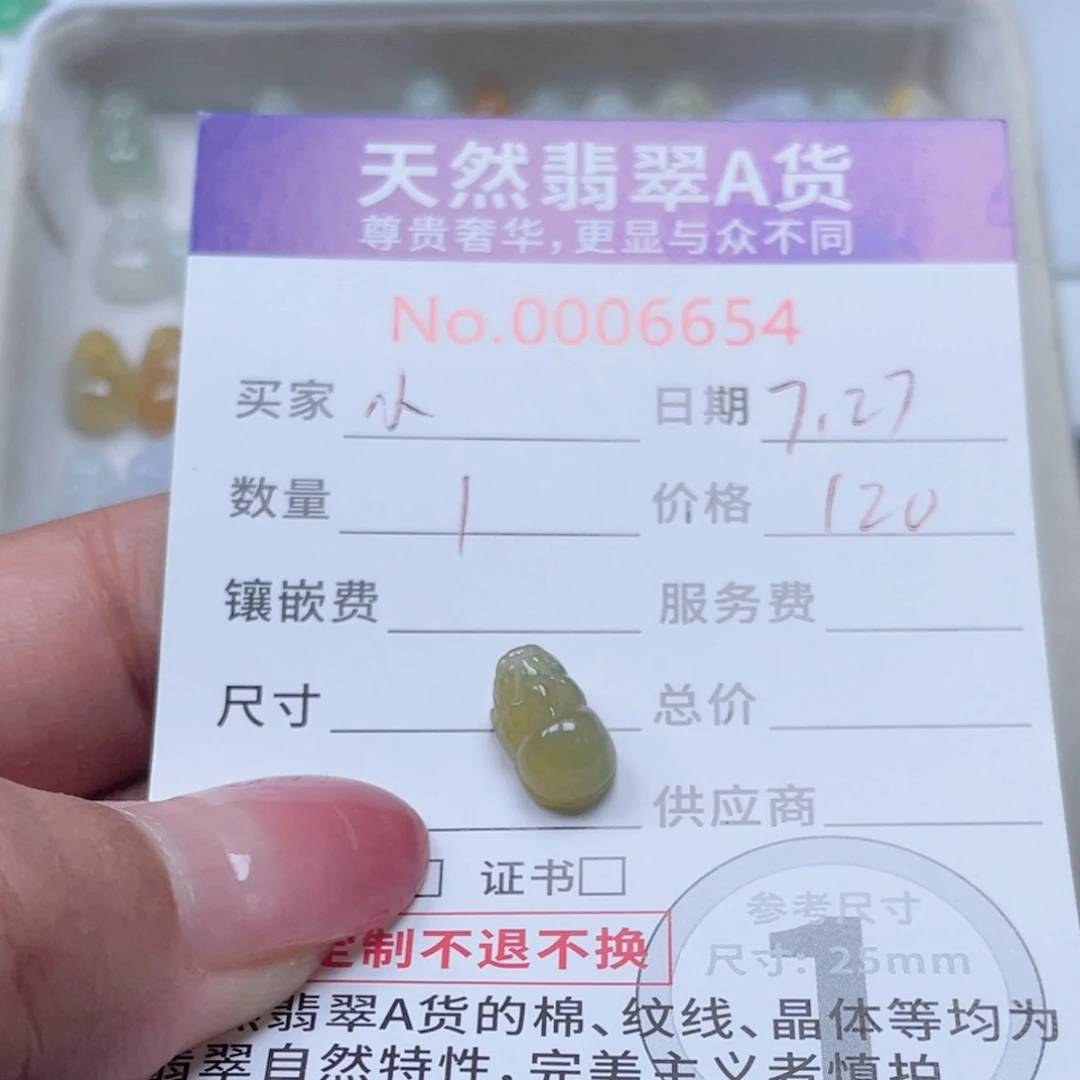 天然翡翠A货
尊贵奢华,更显与众不同
No.0006654
买家 日期 7.27
数量 1 价格 120
镶嵌费 服务费
尺寸 总价
供应商
证书
定制不退不换
参考尺寸
尺寸: 25mm
1
然翡翠A货的棉、纹线、晶体等均为
翡翠自然特性,完美主义者慎拍